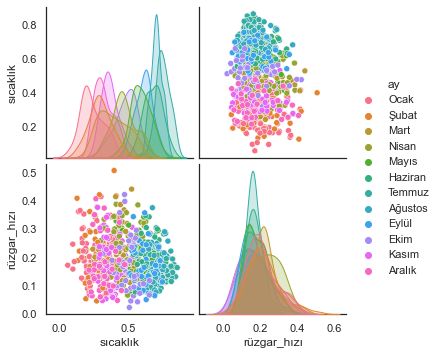 0.8
0.6
0.4
0.2
sıcaklık
0.5
0.4
0.3
0.2
0.1
0.0
rüzgar_hızı
0.0 0.5
sıcaklık
0.0 0.2 0.4 0.6
rüzgar_hızı
ay
Ocak
Şubat
Mart
Nisan
Mayıs
Haziran
Temmuz
Ağustos
Eylül
Ekim
Kasım
Aralık